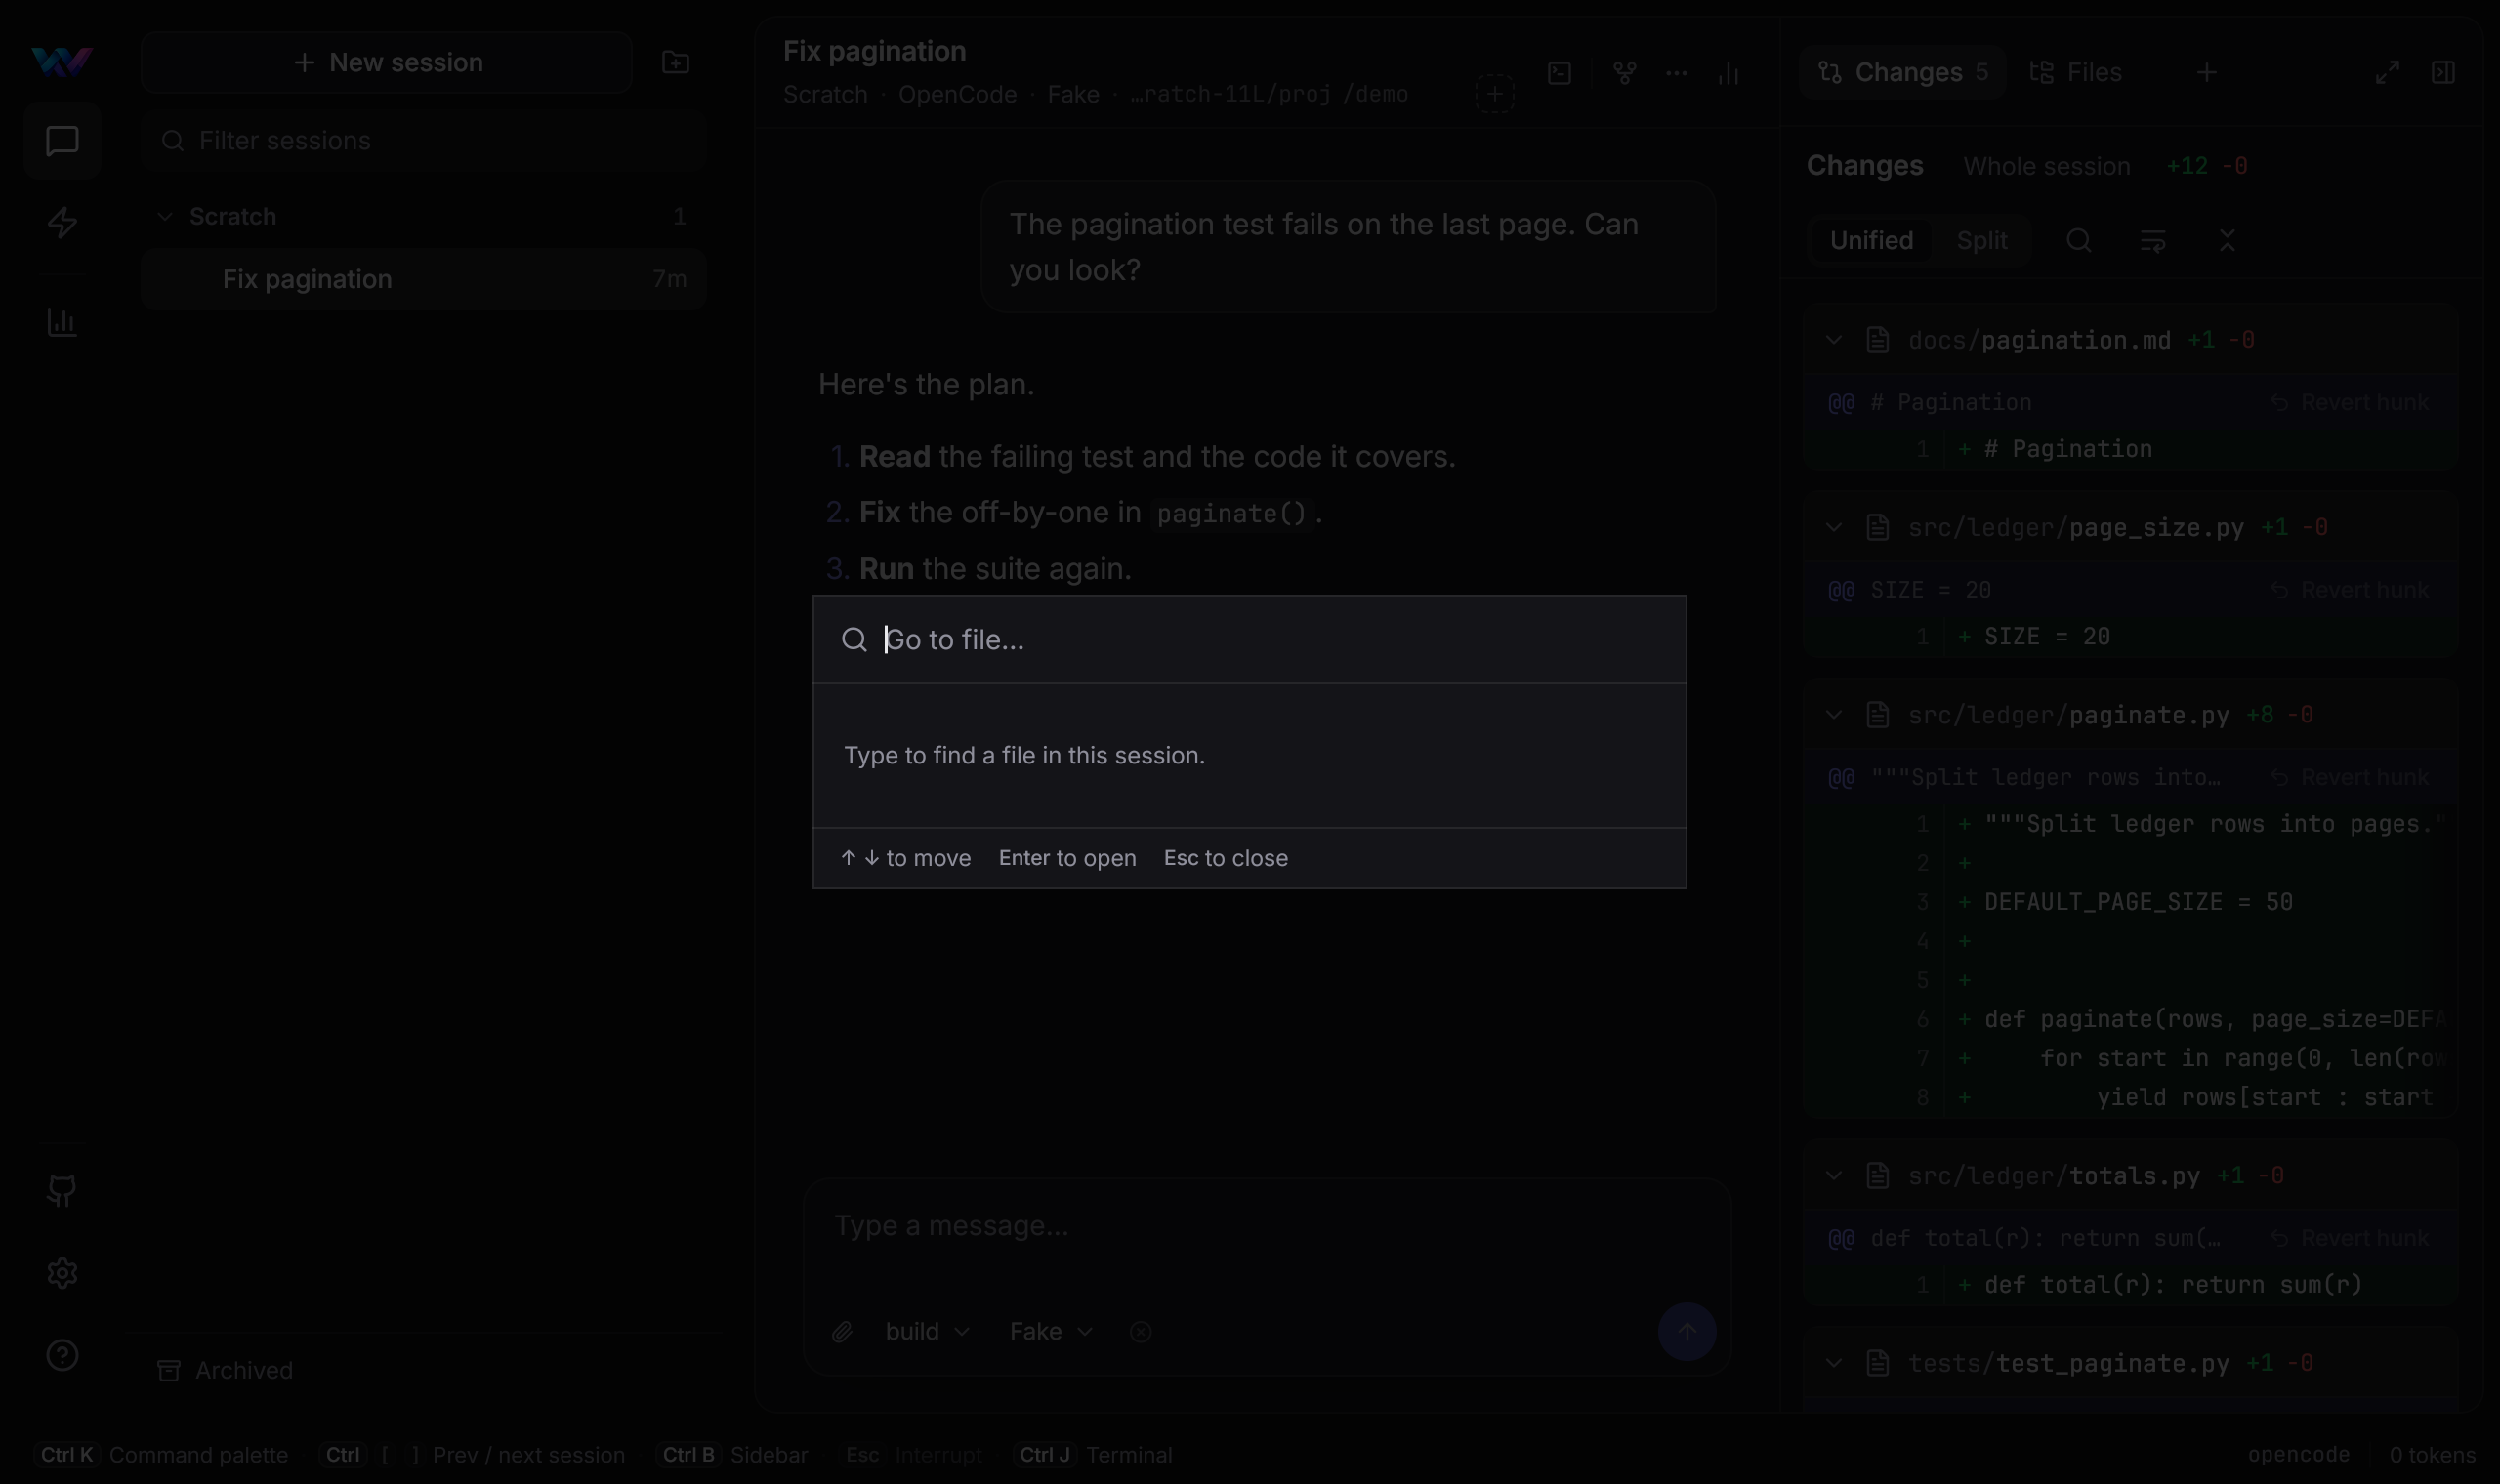 New session
Filter sessions
Scratch 1
Fix pagination 7m
Archived
Fix pagination
Scratch · OpenCode · Fake · …ratch-11L/proj /demo
The pagination test fails on the last page. Can
you look?
Here's the plan.
1. Read the failing test and the code it covers.
2. Fix the off-by-one in paginate() .
3. Run the suite again.
Go to file...
Type to find a file in this session.
↑ ↓ to move Enter to open Esc to close
Type a message...
build Fake
Changes 5 Files
Changes Whole session +12 -0
Unified Split
docs/pagination.md +1 -0
@@ # Pagination Revert hunk
1 + # Pagination
src/ledger/page_size.py +1 -0
@@ SIZE = 20 Revert hunk
1 + SIZE = 20
src/ledger/paginate.py +8 -0
@@ """Split ledger rows into… Revert hunk
1 + """Split ledger rows into pages."
2 +
3 + DEFAULT_PAGE_SIZE = 50
4 +
5 +
6 + def paginate(rows, page_size=DEFA
7 + for start in range(0, len(row
8 + yield rows[start : start
src/ledger/totals.py +1 -0
@@ def total(r): return sum(… Revert hunk
1 + def total(r): return sum(r)
tests/test_paginate.py +1 -0
Ctrl K Command palette Ctrl [ ] Prev / next session Ctrl B Sidebar Esc Interrupt Ctrl J Terminal
opencode 0 tokens